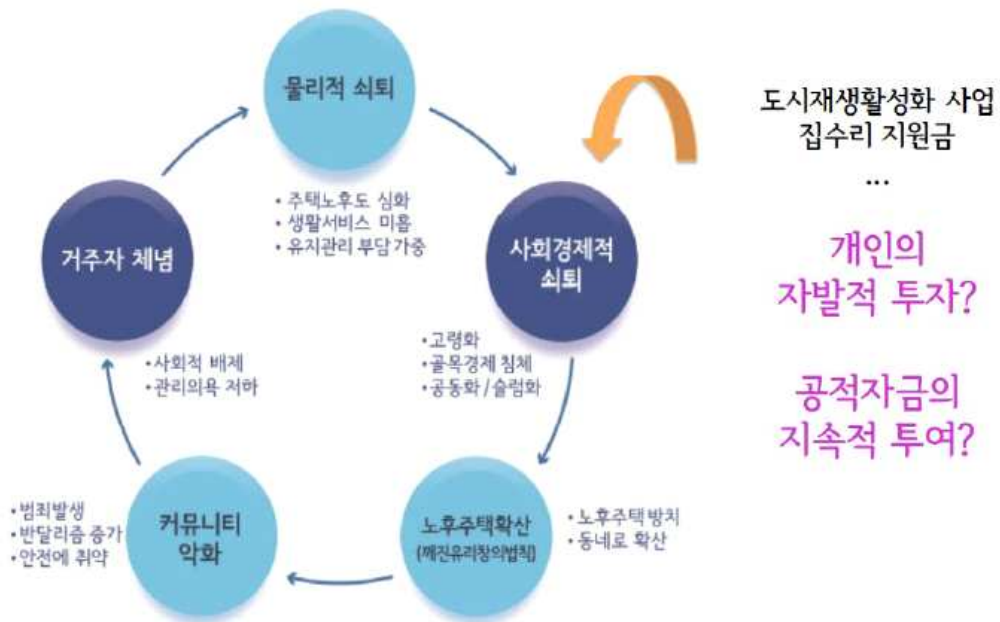 물리적 쇠퇴
• 주택노후도 심화
• 생활서비스 미흡
• 유지관리 부담 가중
사회경제적
쇠퇴
• 고령화
• 골목경제 침체
• 공동화/슬럼화
노후주택확산
(깨진유리창의법칙)
• 노후주택 방치
• 동네로 확산
커뮤니티
악화
• 범죄발생
• 반달리즘 증가
• 안전에 취약
거주자 체념
• 사회적 배제
• 관리의욕 저하
도시재생활성화 사업
집수리 지원금
...
개인의
자발적 투자?
공적자금의
지속적 투여?